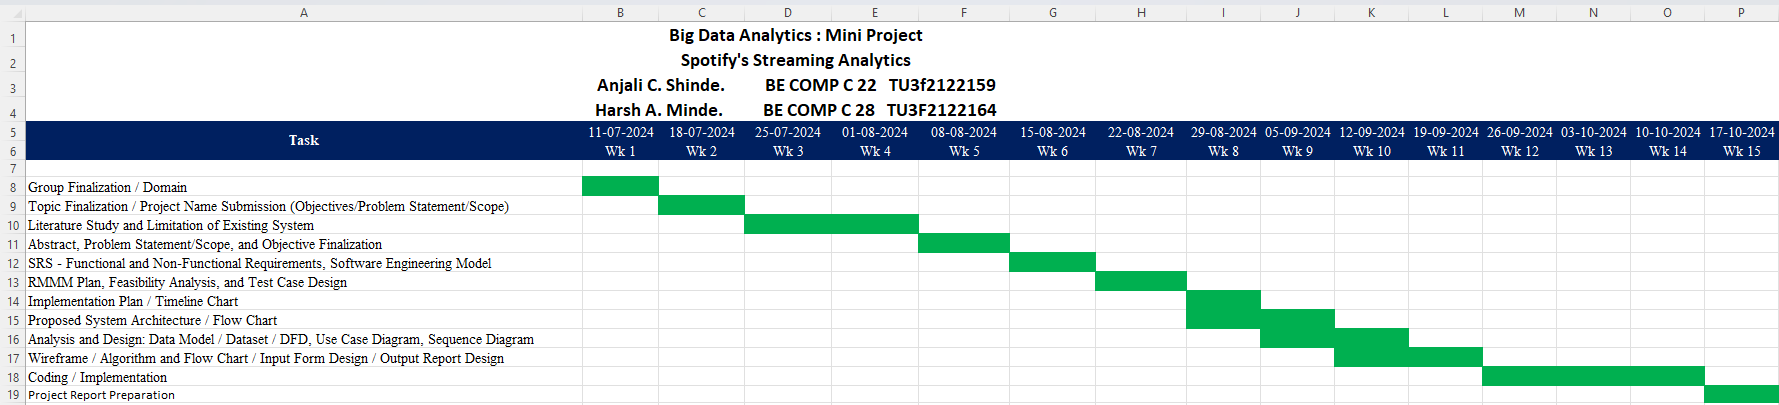 A B C D E F G H I J K L M N O P
1 Big Data Analytics : Mini Project
2 Spotify's Streaming Analytics
3 Anjali C. Shinde. BE COMP C 22 TU3f2122159
4 Harsh A. Minde. BE COMP C 28 TU3F2122164
5 Task 11-07-2024 18-07-2024 25-07-2024 01-08-2024 08-08-2024 15-08-2024 22-08-2024 29-08-2024 05-09-2024 12-09-2024 19-09-2024 26-09-2024 03-10-2024 10-10-2024 17-10-2024
6 Wk 1 Wk 2 Wk 3 Wk 4 Wk 5 Wk 6 Wk 7 Wk 8 Wk 9 Wk 10 Wk 11 Wk 12 Wk 13 Wk 14 Wk 15
7
8 Group Finalization / Domain
9 Topic Finalization / Project Name Submission (Objectives/Problem Statement/Scope)
10 Literature Study and Limitation of Existing System
11 Abstract, Problem Statement/Scope, and Objective Finalization
12 SRS - Functional and Non-Functional Requirements, Software Engineering Model
13 RMMM Plan, Feasibility Analysis, and Test Case Design
14 Implementation Plan / Timeline Chart
15 Proposed System Architecture / Flow Chart
16 Analysis and Design: Data Model / Dataset / DFD, Use Case Diagram, Sequence Diagram
17 Wireframe / Algorithm and Flow Chart / Input Form Design / Output Report Design
18 Coding / Implementation
19 Project Report Preparation